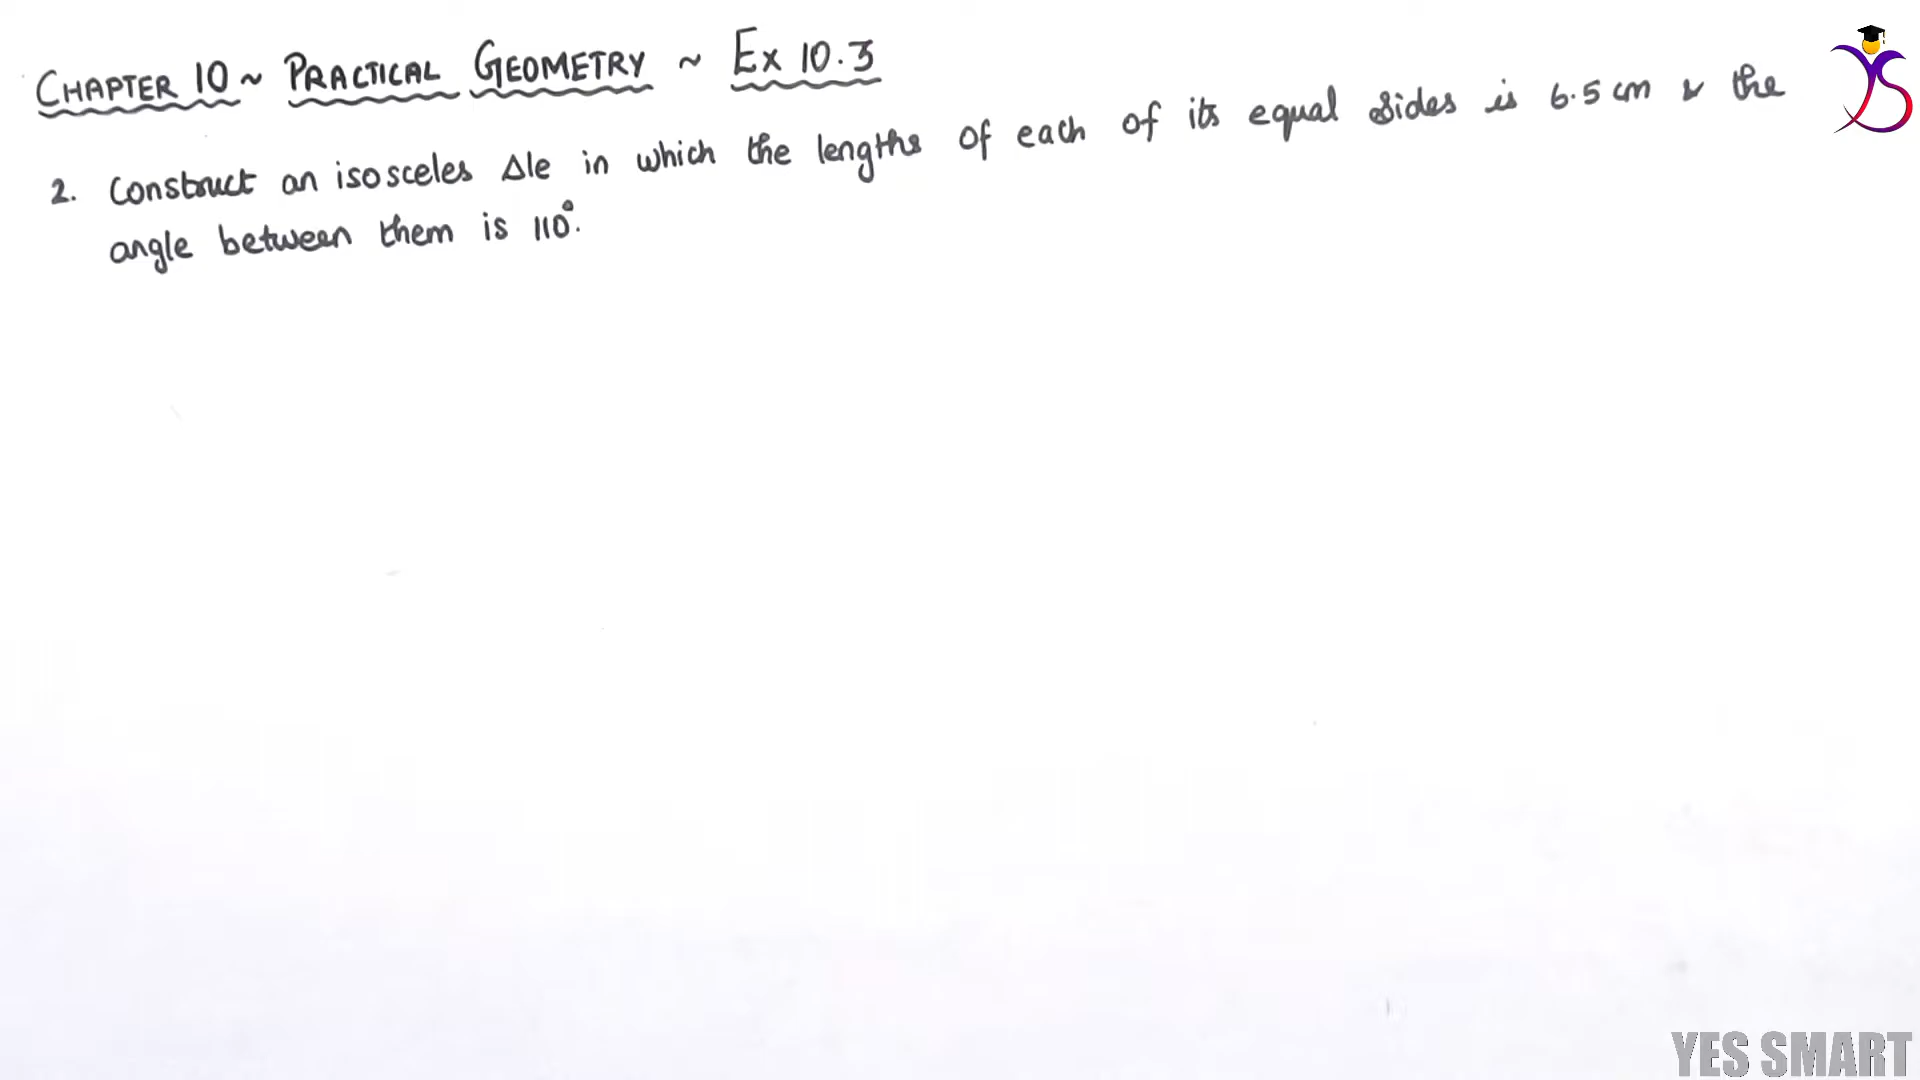 CHAPTER 10 ~ PRACTICAL GEOMETRY ~ Ex 10.3
2. Construct an isosceles Δle in which the lengths of each of its equal sides is 6.5 cm & the
angle between them is 110°.
YS
YES SMART